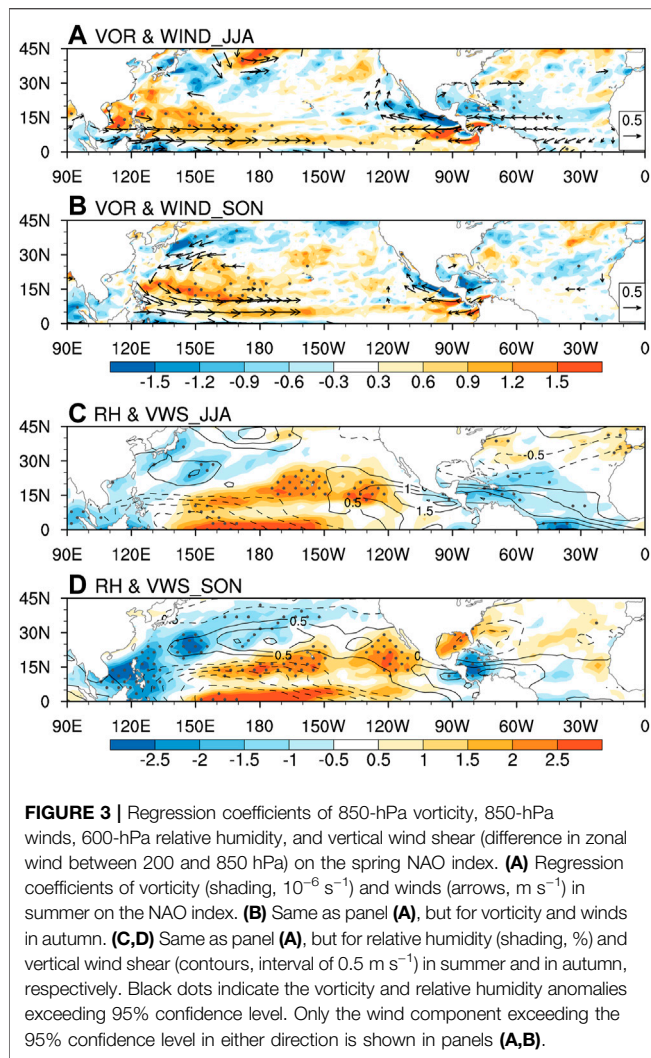 A VOR & WIND_JJA
45N
30N
15N
0
90E 120E 150E 180 150W 120W 90W 60W 30W 0
0.5
B VOR & WIND_SON
45N
30N
15N
0
0.5
90E 120E 150E 180 150W 120W 90W 60W 30W 0
-1.5 -1.2 -0.9 -0.6 -0.3 0.3 0.6 0.9 1.2 1.5
C RH & VWS_JJA
45N
30N
15N
0
0.5 1 1.5 -0.5
90E 120E 150E 180 150W 120W 90W 60W 30W 0
D RH & VWS_SON
45N
30N
15N
0
0.5 0.5 0
90E 120E 150E 180 150W 120W 90W 60W 30W 0
-2.5 -2 -1.5 -1 -0.5 0.5 1 1.5 2 2.5
FIGURE 3 | Regression coefficients of 850-hPa vorticity, 850-hPa
winds, 600-hPa relative humidity, and vertical wind shear (difference in zonal
wind between 200 and 850 hPa) on the spring NAO index. (A) Regression
coefficients of vorticity (shading, 10⁻⁶ s⁻¹) and winds (arrows, m s⁻¹) in
summer on the NAO index. (B) Same as panel (A), but for vorticity and winds
in autumn. (C,D) Same as panel (A), but for relative humidity (shading, %) and
vertical wind shear (contours, interval of 0.5 m s⁻¹) in summer and in autumn,
respectively. Black dots indicate the vorticity and relative humidity anomalies
exceeding 95% confidence level. Only the wind component exceeding the
95% confidence level in either direction is shown in panels (A,B).